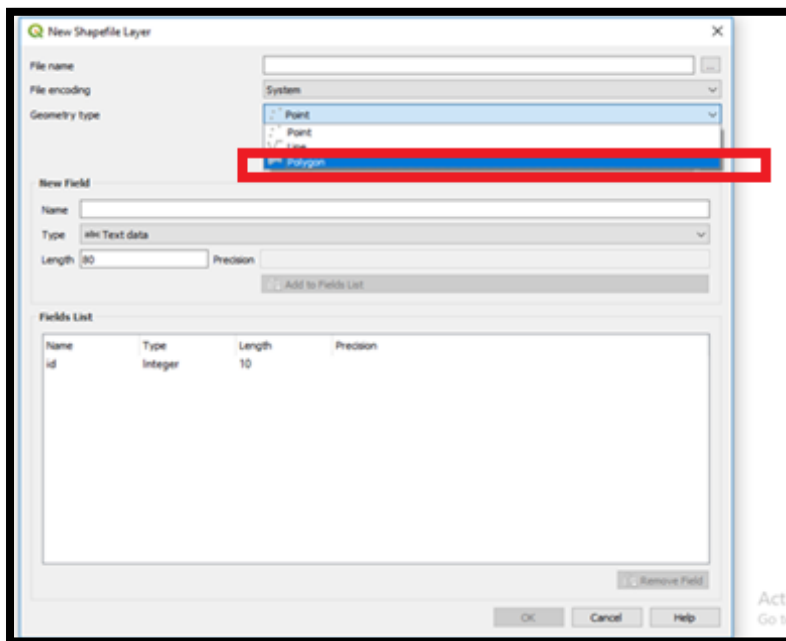 New Shapefile Layer
File name
...
File encoding System
Geometry type Point
Point
Line
Polygon
New Field
Name
Type abc Text data
Length 80 Precision
Add to Fields List
Fields List
Name Type Length Precision
id Integer 10
Remove Field
OK Cancel Help
Act
Go t